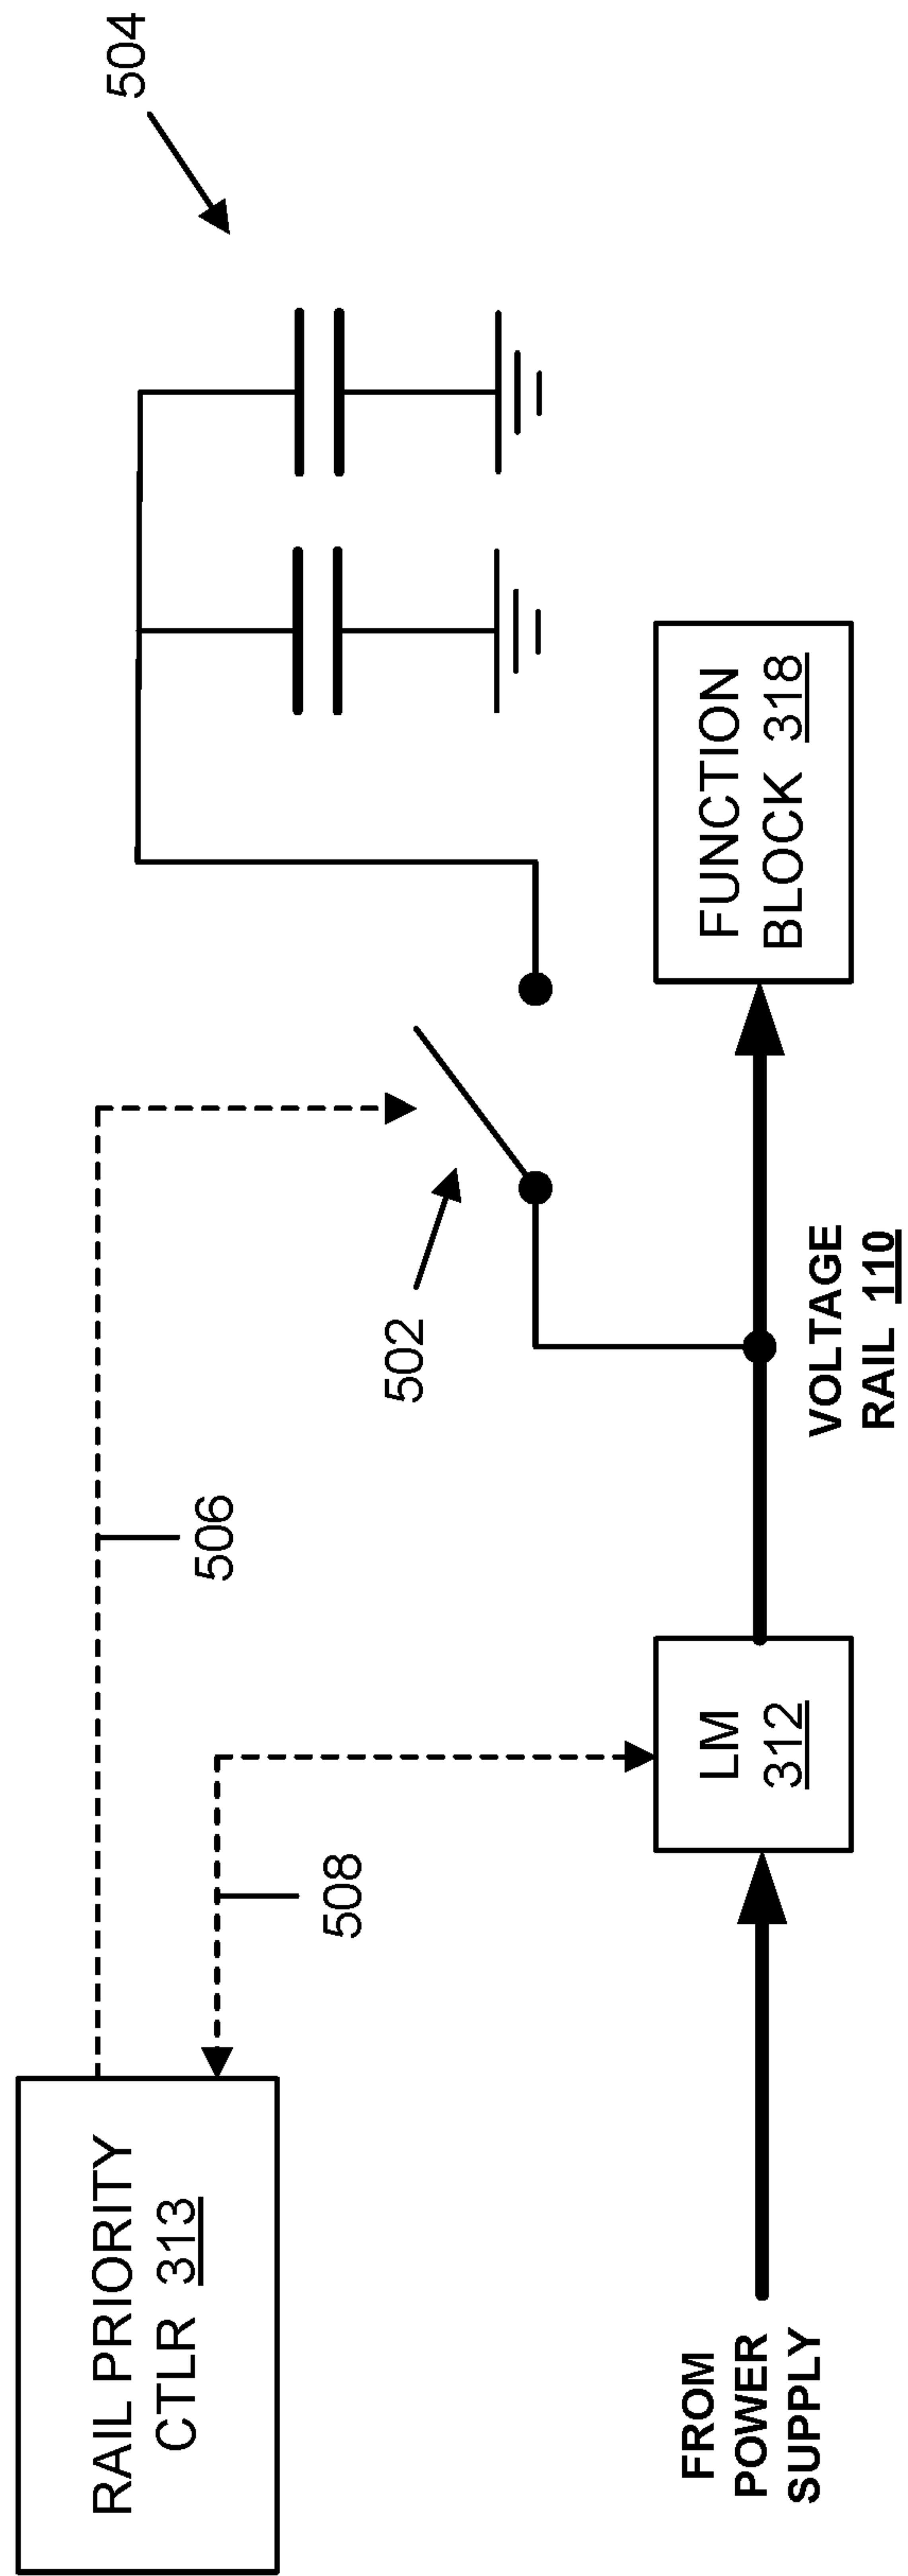 RAIL PRIORITY
CTLR 313
506
504
508
502
FROM
POWER
SUPPLY
LM
312
VOLTAGE
RAIL 110
FUNCTION
BLOCK 318